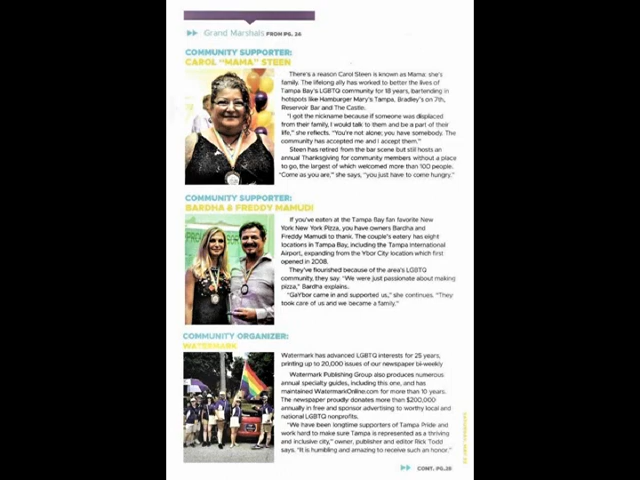 Grand Marshals FROM PG. 24
COMMUNITY SUPPORTER:
CAROL "MAMA" STEEN
There's a reason Carol Steen is known as Mama: she's
family. The lifelong ally has worked to better the lives of
Tampa Bay's LGBTQ community for 18 years, bartending in
hotspots like Hamburger Mary's Tampa, Bradley's on 7th,
Reservoir Bar and The Castle.
"I got the nickname because if someone was displaced
from their family, I would talk to them and be a part of their
life," she reflects. "You're not alone; you have somebody. The
community has accepted me and I accept them."
Steen has retired from the bar scene but still hosts an
annual Thanksgiving for community members without a place
to go, the largest of which welcomed more than 100 people.
"Come as you are," she says, "you just have to come hungry."
COMMUNITY SUPPORTER:
BARDHA & FREDDY MAMUDI
If you've eaten at the Tampa Bay fan favorite New
York New York Pizza, you have owners Bardha and
Freddy Mamudi to thank. The couple's eatery has eight
locations in Tampa Bay, including the Tampa International
Airport, expanding from the Ybor City location which first
opened in 2008.
They've flourished because of the area's LGBTQ
community, they say. "We were just passionate about making
pizza," Bardha explains.
"GaYbor came in and supported us," she continues. "They
took care of us and we became a family."
COMMUNITY ORGANIZER:
WATERMARK
Watermark has advanced LGBTQ interests for 25 years,
printing up to 20,000 issues of our newspaper bi-weekly
Watermark Publishing Group also produces numerous
annual specialty guides, including this one, and has
maintained WatermarkOnline.com for more than 10 years.
The newspaper proudly donates more than $200,000
annually in free and sponsor advertising to worthy local and
national LGBTQ nonprofits.
"We have been longtime supporters of Tampa Pride and
work hard to make sure Tampa is represented as a thriving
and inclusive city," owner, publisher and editor Rick Todd
says. "It is humbling and amazing to receive such an honor."
CONT. PG.28